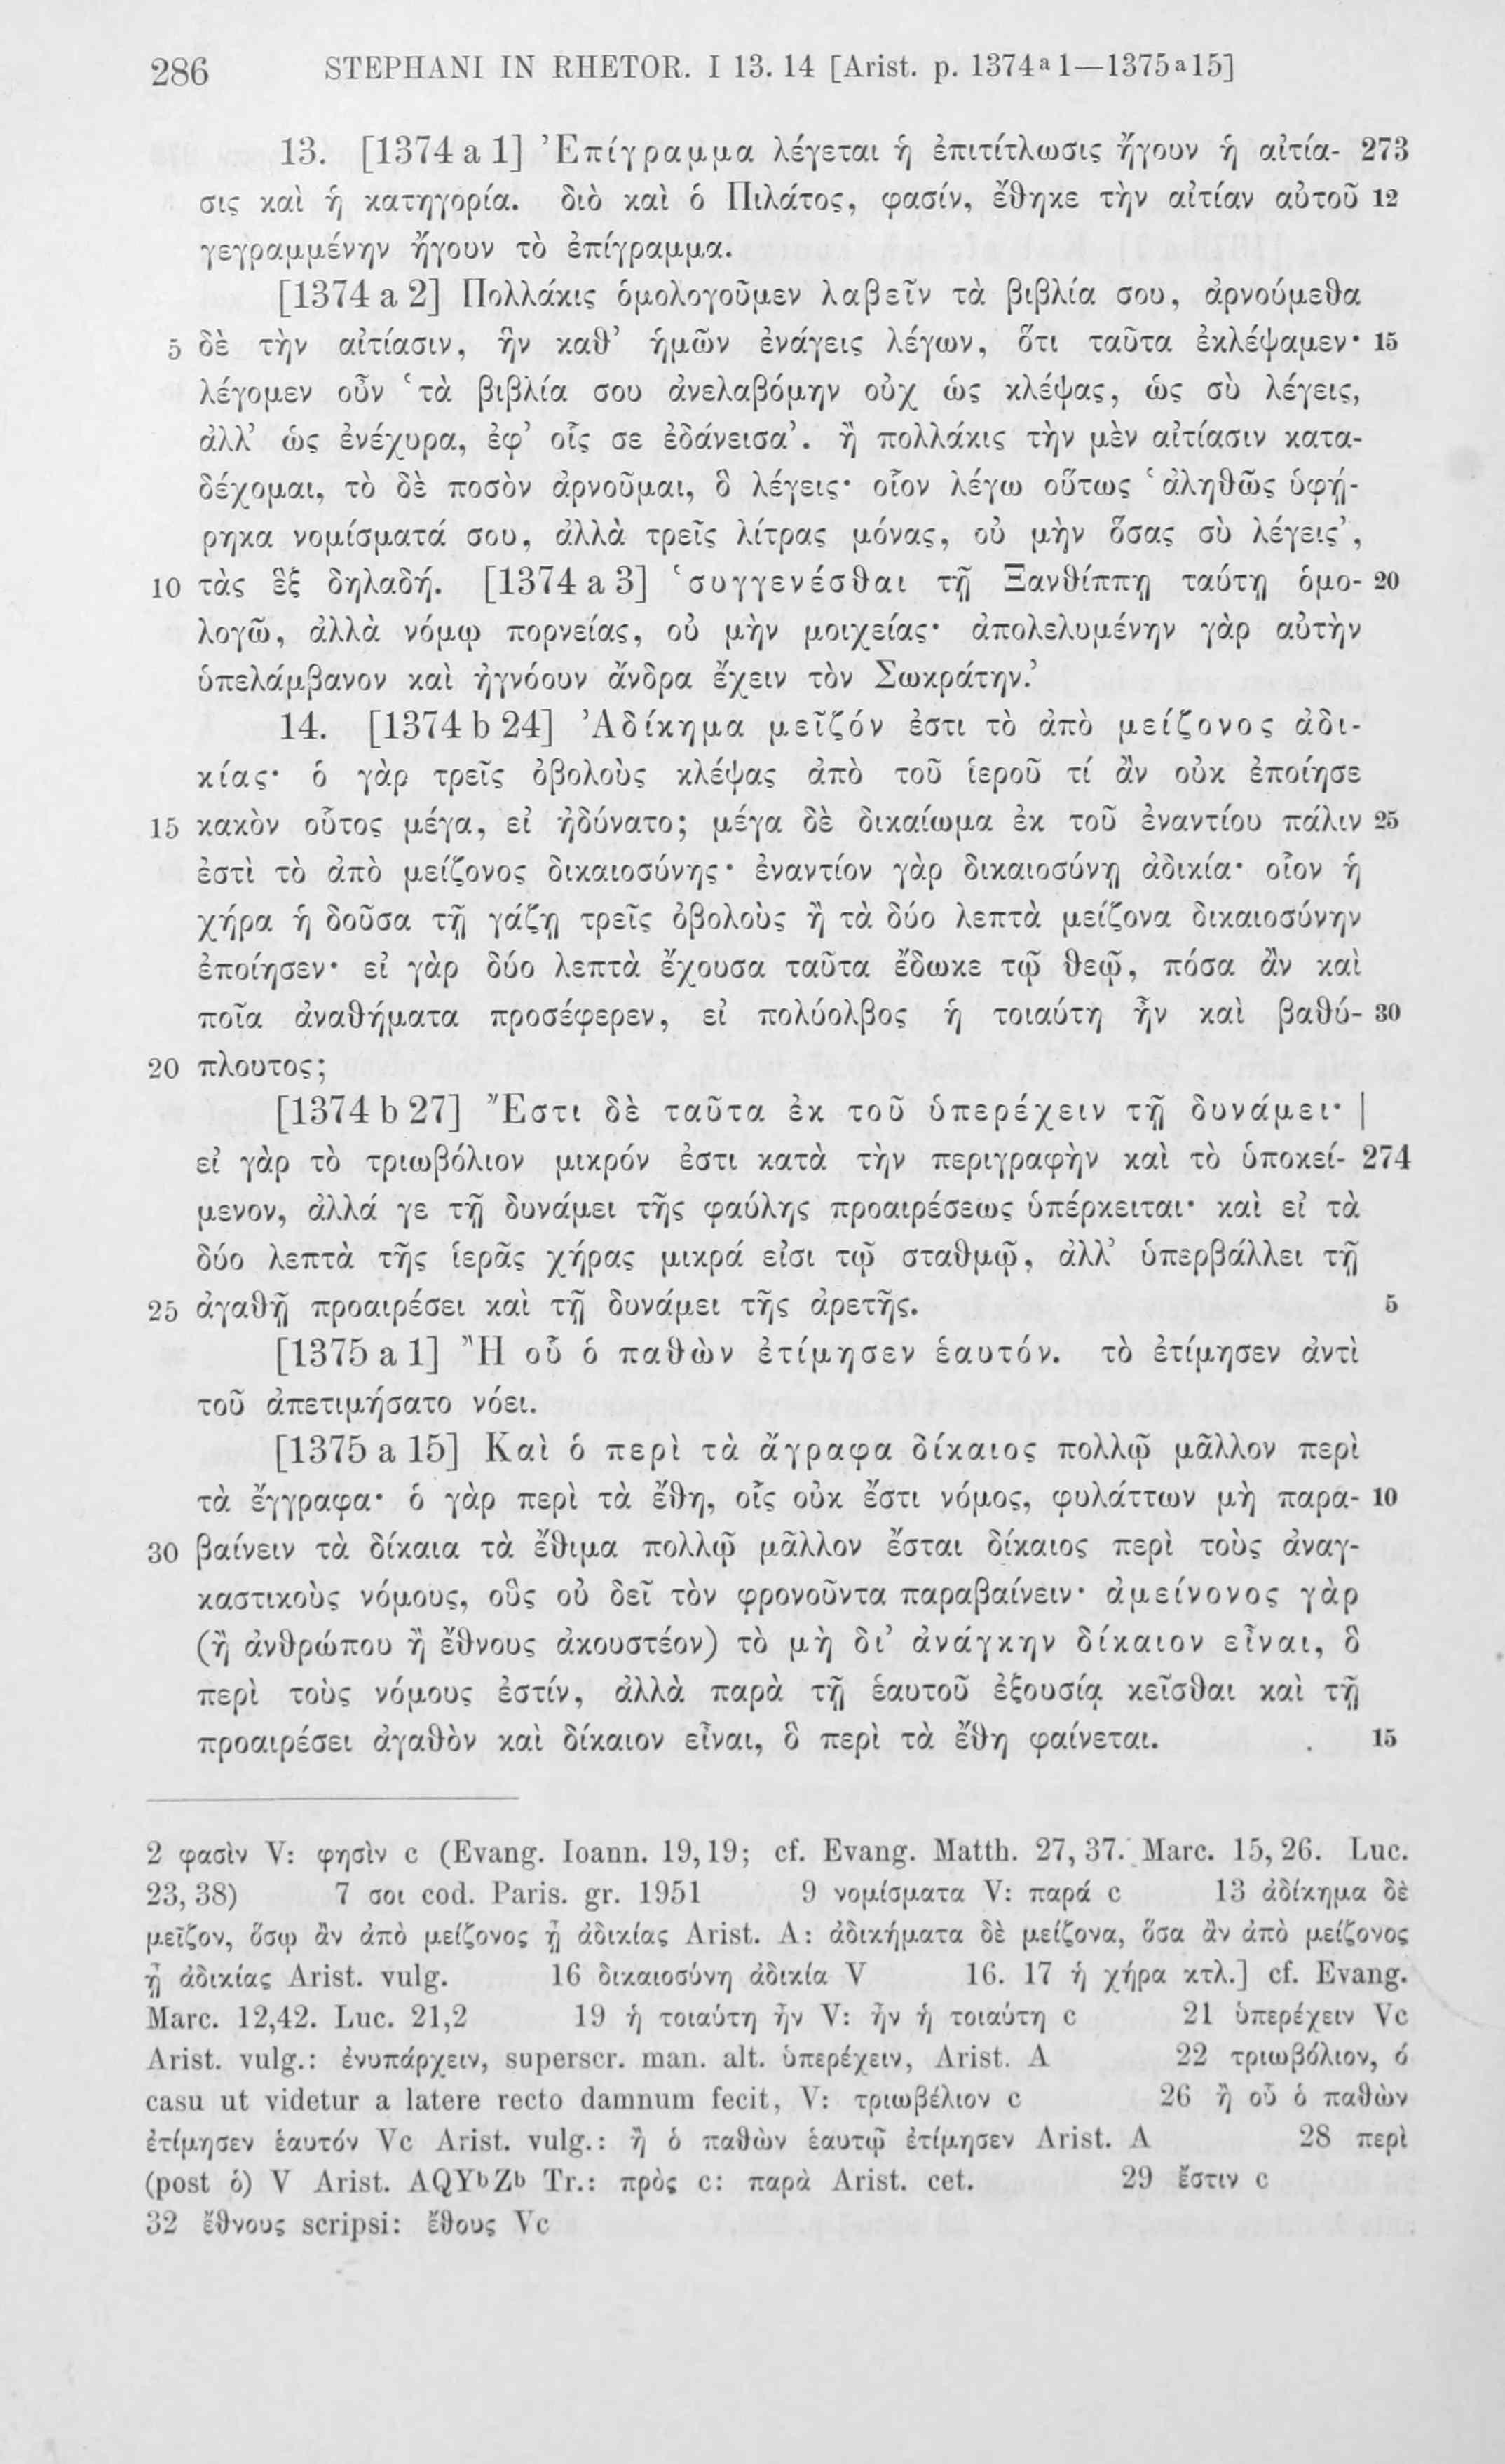 286 STEPHANI IN RHETOR. I 13. 14 [Arist. p. 1374ᵃ1—1375ᵃ15]
13. [1374 a 1] Ἐπίγραμμα λέγεται ἡ ἐπιτίτλωσις ἤγουν ἡ αἰτία- 273
σις καὶ ἡ κατηγορία. διὸ καὶ ὁ Πιλάτος, φασίν, ἔθηκε τὴν αἰτίαν αὐτοῦ 12
γεγραμμένην ἤγουν τὸ ἐπίγραμμα.
[1374 a 2] Πολλάκις ὁμολογοῦμεν λαβεῖν τὰ βιβλία σου, ἀρνούμεθα
5 δὲ τὴν αἰτίασιν, ἣν καθ’ ἡμῶν ἐνάγεις λέγων, ὅτι ταῦτα ἐκλέψαμεν· 15
λέγομεν οὖν ‘τὰ βιβλία σου ἀνελαβόμην οὐχ ὡς κλέψας, ὡς σὺ λέγεις,
ἀλλ’ ὡς ἐνέχυρα, ἐφ’ οἷς σε ἐδάνεισα’. ἢ πολλάκις τὴν μὲν αἰτίασιν κατα-
δέχομαι, τὸ δὲ ποσὸν ἀρνοῦμαι, ὃ λέγεις· οἷον λέγω οὕτως ‘ἀληθῶς ὑφῄ-
ρηκα νομίσματά σου, ἀλλὰ τρεῖς λίτρας μόνας, οὐ μὴν ὅσας σὺ λέγεις’,
10 τὰς ἓξ δηλαδή. [1374 a 3] ‘συγγενέσθαι τῇ Ξανθίππῃ ταύτῃ ὁμο- 20
λογῶ, ἀλλὰ νόμῳ πορνείας, οὐ μὴν μοιχείας· ἀπολελυμένην γὰρ αὐτὴν
ὑπελάμβανον καὶ ἠγνόουν ἄνδρα ἔχειν τὸν Σωκράτην.’
14. [1374 b 24] Ἀδίκημα μεῖζόν ἐστι τὸ ἀπὸ μείζονος ἀδι-
κίας· ὁ γὰρ τρεῖς ὀβολοὺς κλέψας ἀπὸ τοῦ ἱεροῦ τί ἂν οὐκ ἐποίησε
15 κακὸν οὗτος μέγα, εἰ ἠδύνατο; μέγα δὲ δικαίωμα ἐκ τοῦ ἐναντίου πάλιν 25
ἐστὶ τὸ ἀπὸ μείζονος δικαιοσύνης· ἐναντίον γὰρ δικαιοσύνῃ ἀδικία· οἷον ἡ
χήρα ἡ δοῦσα τῇ γάζῃ τρεῖς ὀβολοὺς ἢ τὰ δύο λεπτὰ μείζονα δικαιοσύνην
ἐποίησεν· εἰ γὰρ δύο λεπτὰ ἔχουσα ταῦτα ἔδωκε τῷ θεῷ, πόσα ἂν καὶ
ποῖα ἀναθήματα προσέφερεν, εἰ πολύολβος ἡ τοιαύτη ἦν καὶ βαθύ- 30
20 πλουτος;
[1374 b 27] Ἔστι δὲ ταῦτα ἐκ τοῦ ὑπερέχειν τῇ δυνάμει· |
εἰ γὰρ τὸ τριωβόλιον μικρόν ἐστι κατὰ τὴν περιγραφὴν καὶ τὸ ὑποκεί- 274
μενον, ἀλλά γε τῇ δυνάμει τῆς φαύλης προαιρέσεως ὑπέρκειται· καὶ εἰ τὰ
δύο λεπτὰ τῆς ἱερᾶς χήρας μικρά εἰσι τῷ σταθμῷ, ἀλλ’ ὑπερβάλλει τῇ
25 ἀγαθῇ προαιρέσει καὶ τῇ δυνάμει τῆς ἀρετῆς. 5
[1375 a 1] Ἢ οὗ ὁ παθὼν ἐτίμησεν ἑαυτόν. τὸ ἐτίμησεν ἀντὶ
τοῦ ἀπετιμήσατο νόει.
[1375 a 15] Καὶ ὁ περὶ τὰ ἄγραφα δίκαιος πολλῷ μᾶλλον περὶ
τὰ ἔγγραφα· ὁ γὰρ περὶ τὰ ἔθη, οἷς οὐκ ἔστι νόμος, φυλάττων μὴ παρα- 10
30 βαίνειν τὰ δίκαια τὰ ἔθιμα πολλῷ μᾶλλον ἔσται δίκαιος περὶ τοὺς ἀναγ-
καστικοὺς νόμους, οὓς οὐ δεῖ τὸν φρονοῦντα παραβαίνειν· ἀμείνονος γὰρ
(ἢ ἀνθρώπου ἢ ἔθνους ἀκουστέον) τὸ μὴ δι’ ἀνάγκην δίκαιον εἶναι, ὃ
περὶ τοὺς νόμους ἐστίν, ἀλλὰ παρὰ τῇ ἑαυτοῦ ἐξουσίᾳ κεῖσθαι καὶ τῇ
προαιρέσει ἀγαθὸν καὶ δίκαιον εἶναι, ὃ περὶ τὰ ἔθη φαίνεται. 15
2 φασὶν V: φησὶν c (Evang. Ioann. 19,19; cf. Evang. Matth. 27, 37. Marc. 15, 26. Luc.
23, 38) 7 σοι cod. Paris. gr. 1951 9 νομίσματα V: παρά c 13 ἀδίκημα δὲ
μεῖζον, ὅσῳ ἂν ἀπὸ μείζονος ᾖ ἀδικίας Arist. A: ἀδικήματα δὲ μείζονα, ὅσα ἂν ἀπὸ μείζονος
ᾖ ἀδικίας Arist. vulg. 16 δικαιοσύνη ἀδικία V 16. 17 ἡ χήρα κτλ.] cf. Evang.
Marc. 12,42. Luc. 21,2 19 ἡ τοιαύτη ἦν V: ἦν ἡ τοιαύτη c 21 ὑπερέχειν Vc
Arist. vulg.: ἐνυπάρχειν, superscr. man. alt. ὑπερέχειν, Arist. A 22 τριωβόλιον, ό
casu ut videtur a latere recto damnum fecit, V: τριωβέλιον c 26 ἢ οὗ ὁ παθὼν
ἐτίμησεν ἑαυτόν Vc Arist. vulg.: ἢ ὁ παθὼν ἑαυτῷ ἐτίμησεν Arist. A 28 περὶ
(post ὁ) V Arist. AQYᵇZᵇ Tr.: πρὸς c: παρὰ Arist. cet. 29 ἔστιν c
32 ἔθνους scripsi: ἔθους Vc